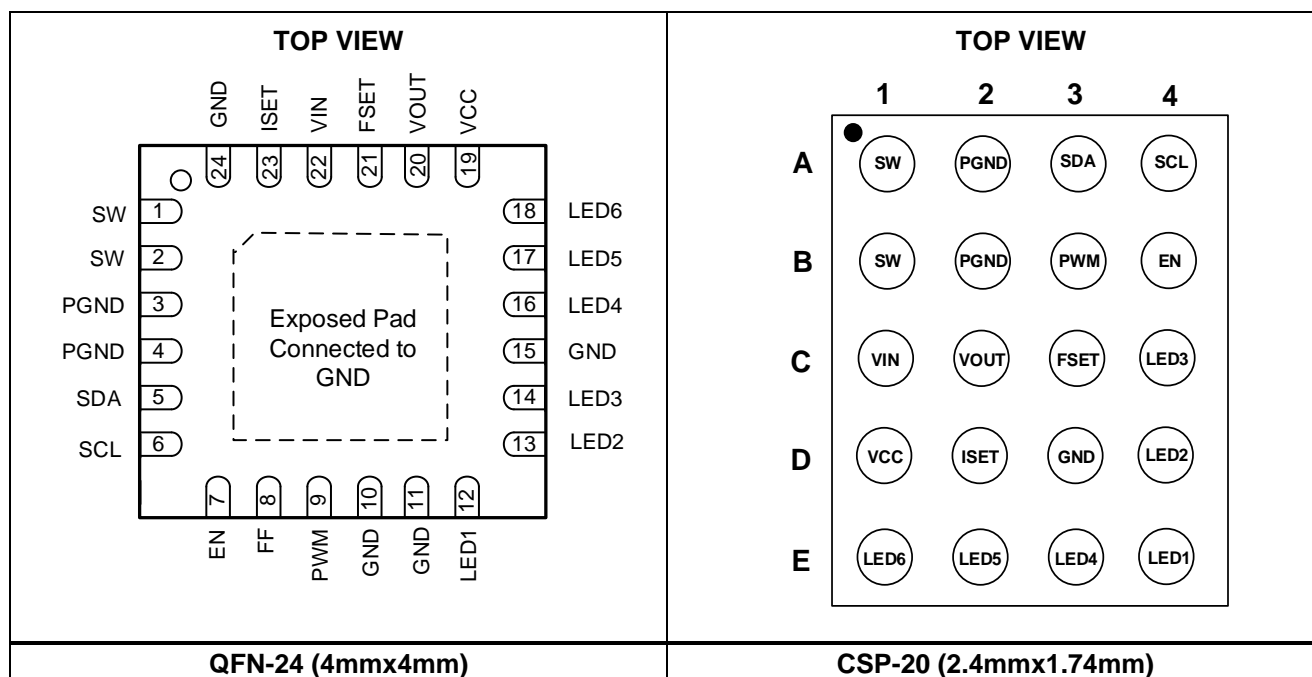 TOP VIEW
GND ISET VIN FSET VOUT VCC
24 23 22 21 20 19
SW 1 18 LED6
SW 2 17 LED5
PGND 3 16 LED4
PGND 4 15 GND
SDA 5 14 LED3
SCL 6 13 LED2
Exposed Pad
Connected to
GND
7 8 9 10 11 12
EN FF PWM GND GND LED1
QFN-24 (4mmx4mm)
TOP VIEW
1 2 3 4
A SW PGND SDA SCL
B SW PGND PWM EN
C VIN VOUT FSET LED3
D VCC ISET GND LED2
E LED6 LED5 LED4 LED1
CSP-20 (2.4mmx1.74mm)